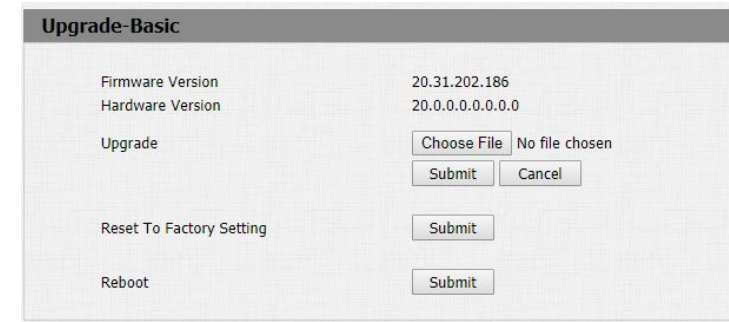 Upgrade-Basic
Firmware Version 20.31.202.186
Hardware Version 20.0.0.0.0.0.0.0
Upgrade Choose File No file chosen
Submit Cancel
Reset To Factory Setting Submit
Reboot Submit